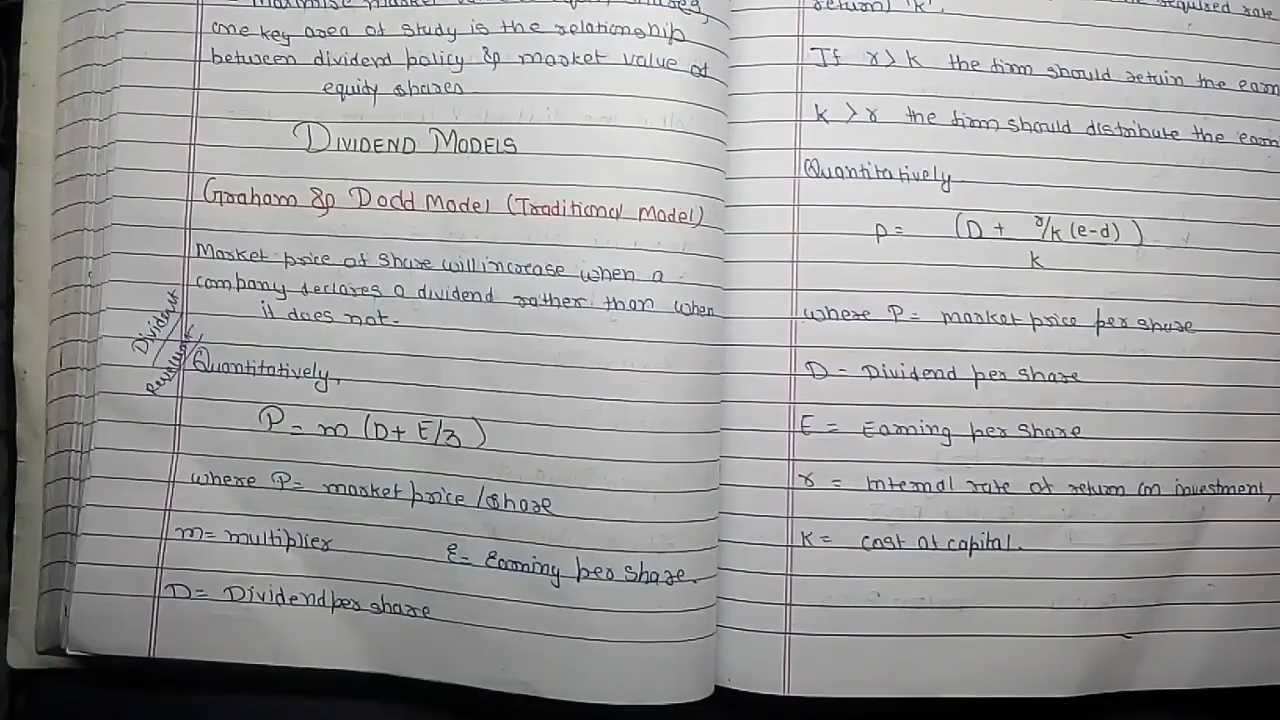 one key area of study is the relationship
between dividend policy & market value of
equity shares
DIVIDEND MODELS
Graham & Dodd Model (Traditional Model)
Market price of share will increase when a
company declares a dividend rather than when
it does not.
Quantitatively,
P = m (D + E/3)
where P = market price / share
m = multiplier E = Earning per share.
D = Dividend per share
required rate
return) 'k'.
If r > k the firm should retain the earn
k > r the firm should distribute the earn
Quantitatively
P = (D + r/k (e-d))
k
where P = market price per share
D = Dividend per share
E = Earning per share
r = Internal rate of return on investment,
K = cost of capital.